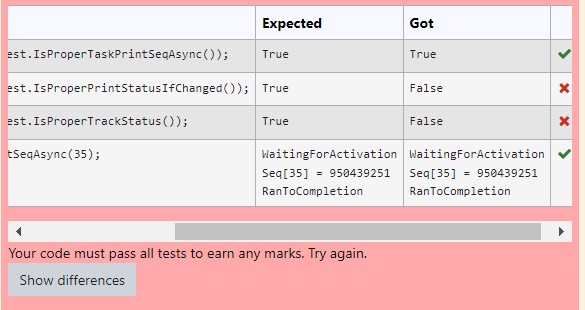 Expected Got
est.IsProperTaskPrintSeqAsync()); True True
est.IsProperPrintStatusIfChanged()); True False
est.IsProperTrackStatus()); True False
tSeqAsync(35); WaitingForActivation WaitingForActivation
Seq[35] = 950439251 Seq[35] = 950439251
RanToCompletion RanToCompletion
Your code must pass all tests to earn any marks. Try again.
Show differences